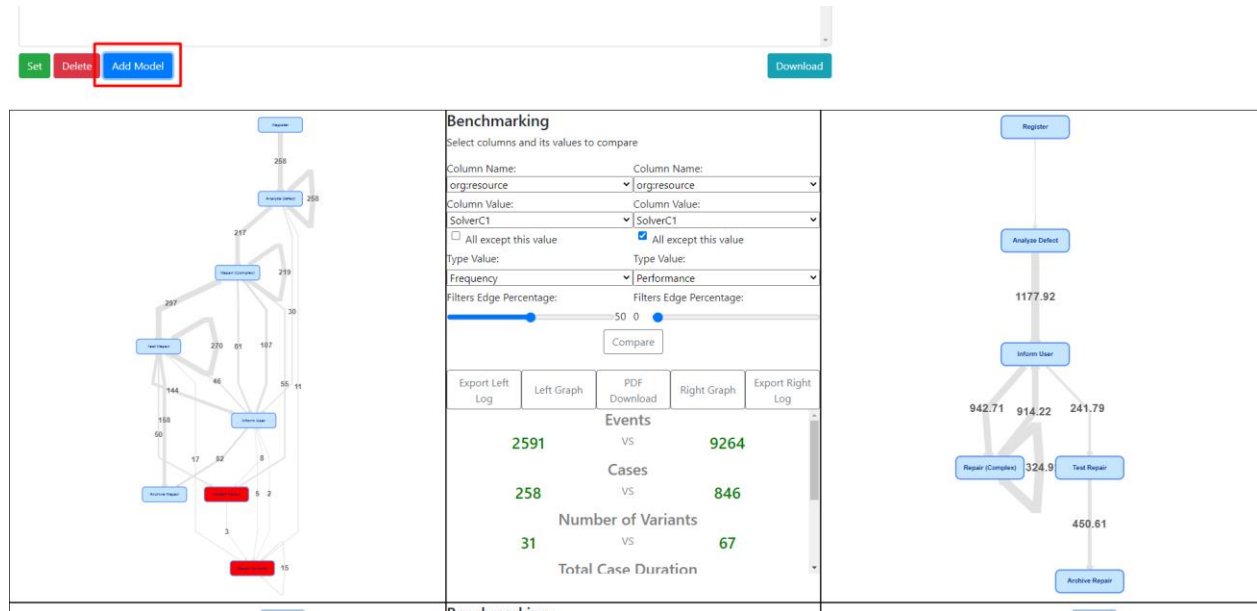 Set Delete Add Model Download
Register
258
Analyze Defect 258
217
Repair (Complex) 219
30
237
Test Repair 270 81 187
46 55 11
144
158
50 Inform User
17 82 8
Archive Repair 5 2
3
15
Benchmarking
Select columns and its values to compare
Column Name: Column Name:
org:resource org:resource
Column Value: Column Value:
SolverC1 SolverC1
All except this value All except this value
Type Value: Type Value:
Frequency Performance
Filters Edge Percentage: Filters Edge Percentage:
50 0
Compare
Export Left Log Left Graph PDF Download Right Graph Export Right Log
Events
2591 VS 9264
Cases
258 VS 846
Number of Variants
31 VS 67
Total Case Duration
Register
Analyze Defect
1177.92
Inform User
942.71 914.22 241.79
Repair (Complex) 324.9 Test Repair
450.61
Archive Repair